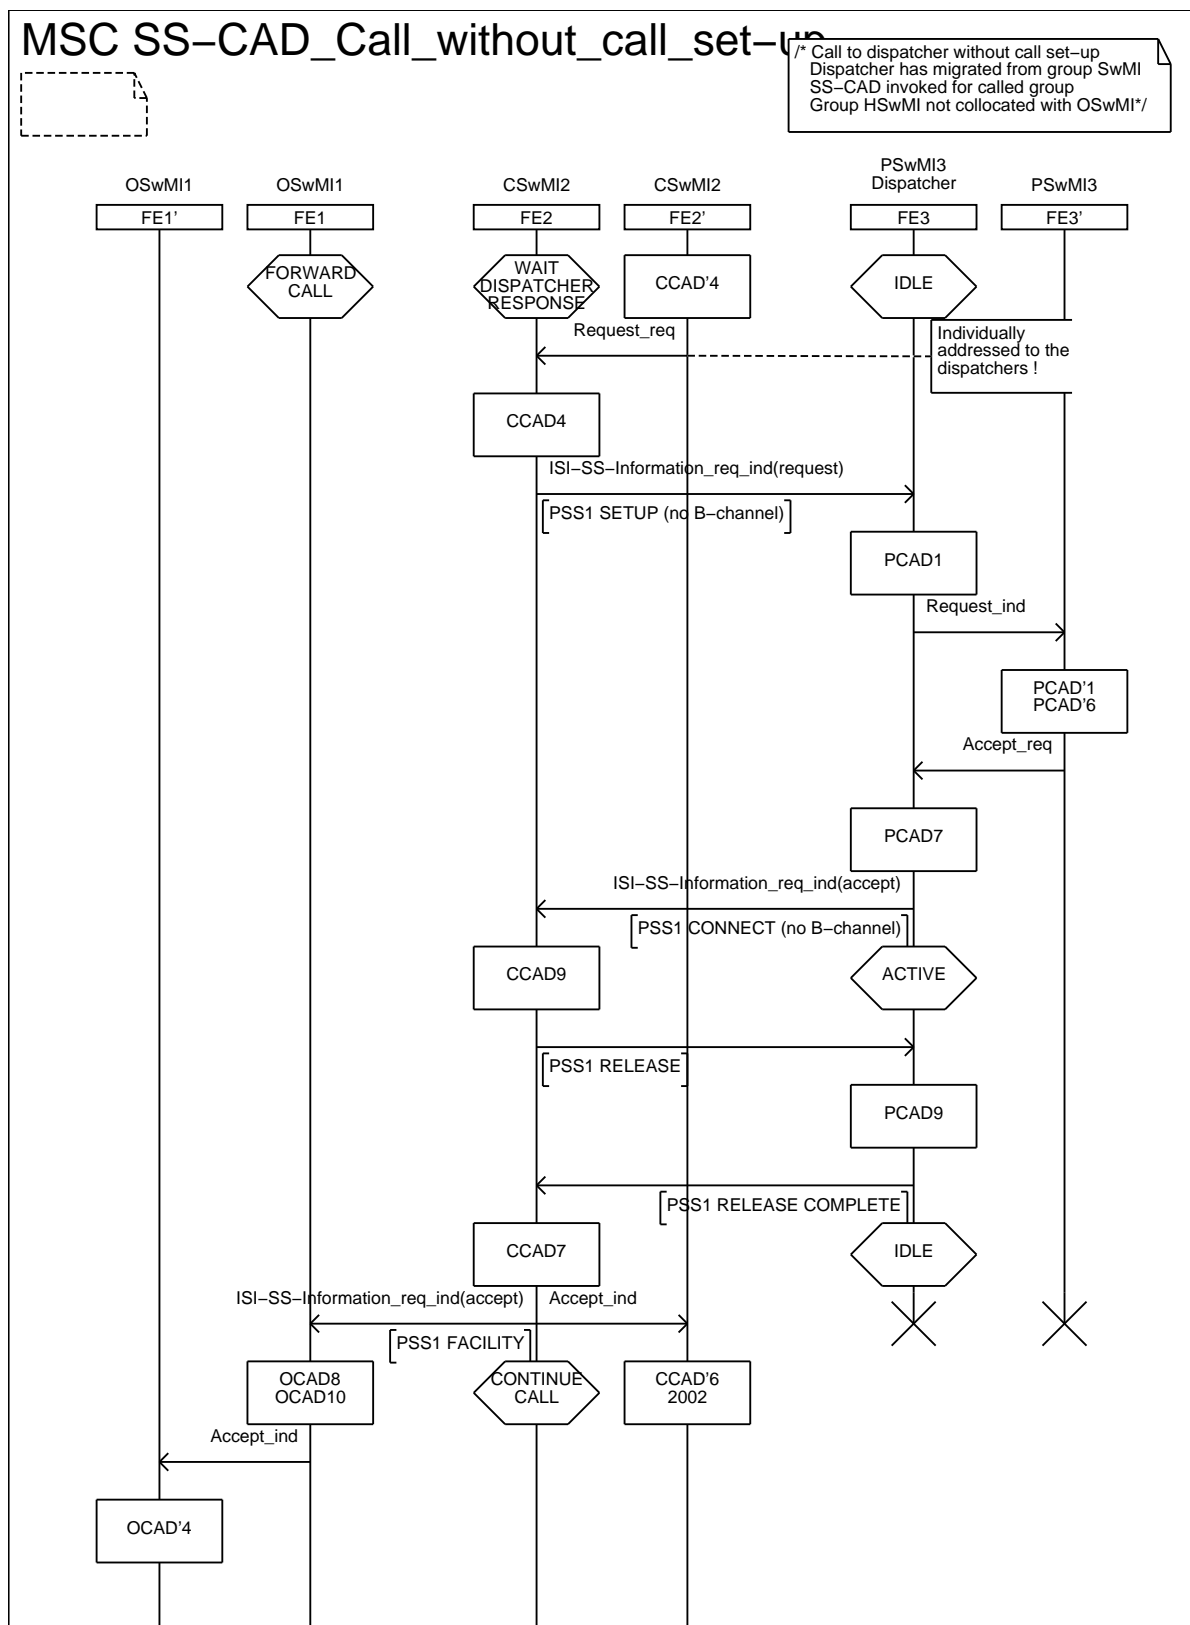 MSC SS–CAD_Call_without_call_set–up
/* Call to dispatcher without call set–up
Dispatcher has migrated from group SwMI
SS–CAD invoked for called group
Group HSwMI not collocated with OSwMI*/
OSwMI1
OSwMI1
CSwMI2
CSwMI2
PSwMI3
Dispatcher
PSwMI3
FE1'
FE1
FE2
FE2'
FE3
FE3'
FORWARD
CALL
WAIT
DISPATCHER
RESPONSE
CCAD'4
IDLE
Request_req
Individually
addressed to the
dispatchers !
CCAD4
ISI–SS–Information_req_ind(request)
PSS1 SETUP (no B–channel)
PCAD1
Request_ind
PCAD'1
PCAD'6
Accept_req
PCAD7
ISI–SS–Information_req_ind(accept)
PSS1 CONNECT (no B–channel)
CCAD9
ACTIVE
PSS1 RELEASE
PCAD9
PSS1 RELEASE COMPLETE
CCAD7
IDLE
ISI–SS–Information_req_ind(accept)
Accept_ind
PSS1 FACILITY
OCAD8
OCAD10
CONTINUE
CALL
CCAD'6
2002
Accept_ind
OCAD'4